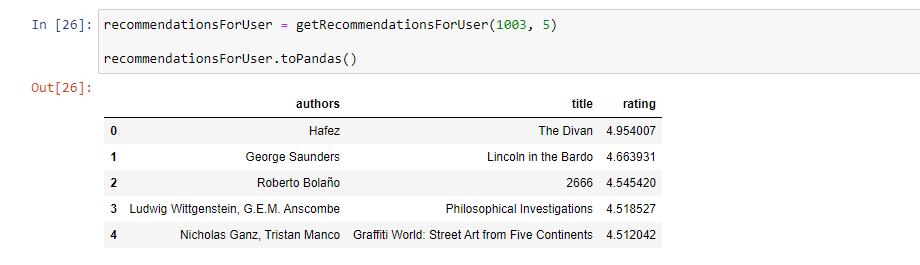 In [26]: recommendationsForUser = getRecommendationsForUser(1003, 5)
recommendationsForUser.toPandas()
Out[26]:
authors title rating
0 Hafez The Divan 4.954007
1 George Saunders Lincoln in the Bardo 4.663931
2 Roberto Bolaño 2666 4.545420
3 Ludwig Wittgenstein, G.E.M. Anscombe Philosophical Investigations 4.518527
4 Nicholas Ganz, Tristan Manco Graffiti World: Street Art from Five Continents 4.512042